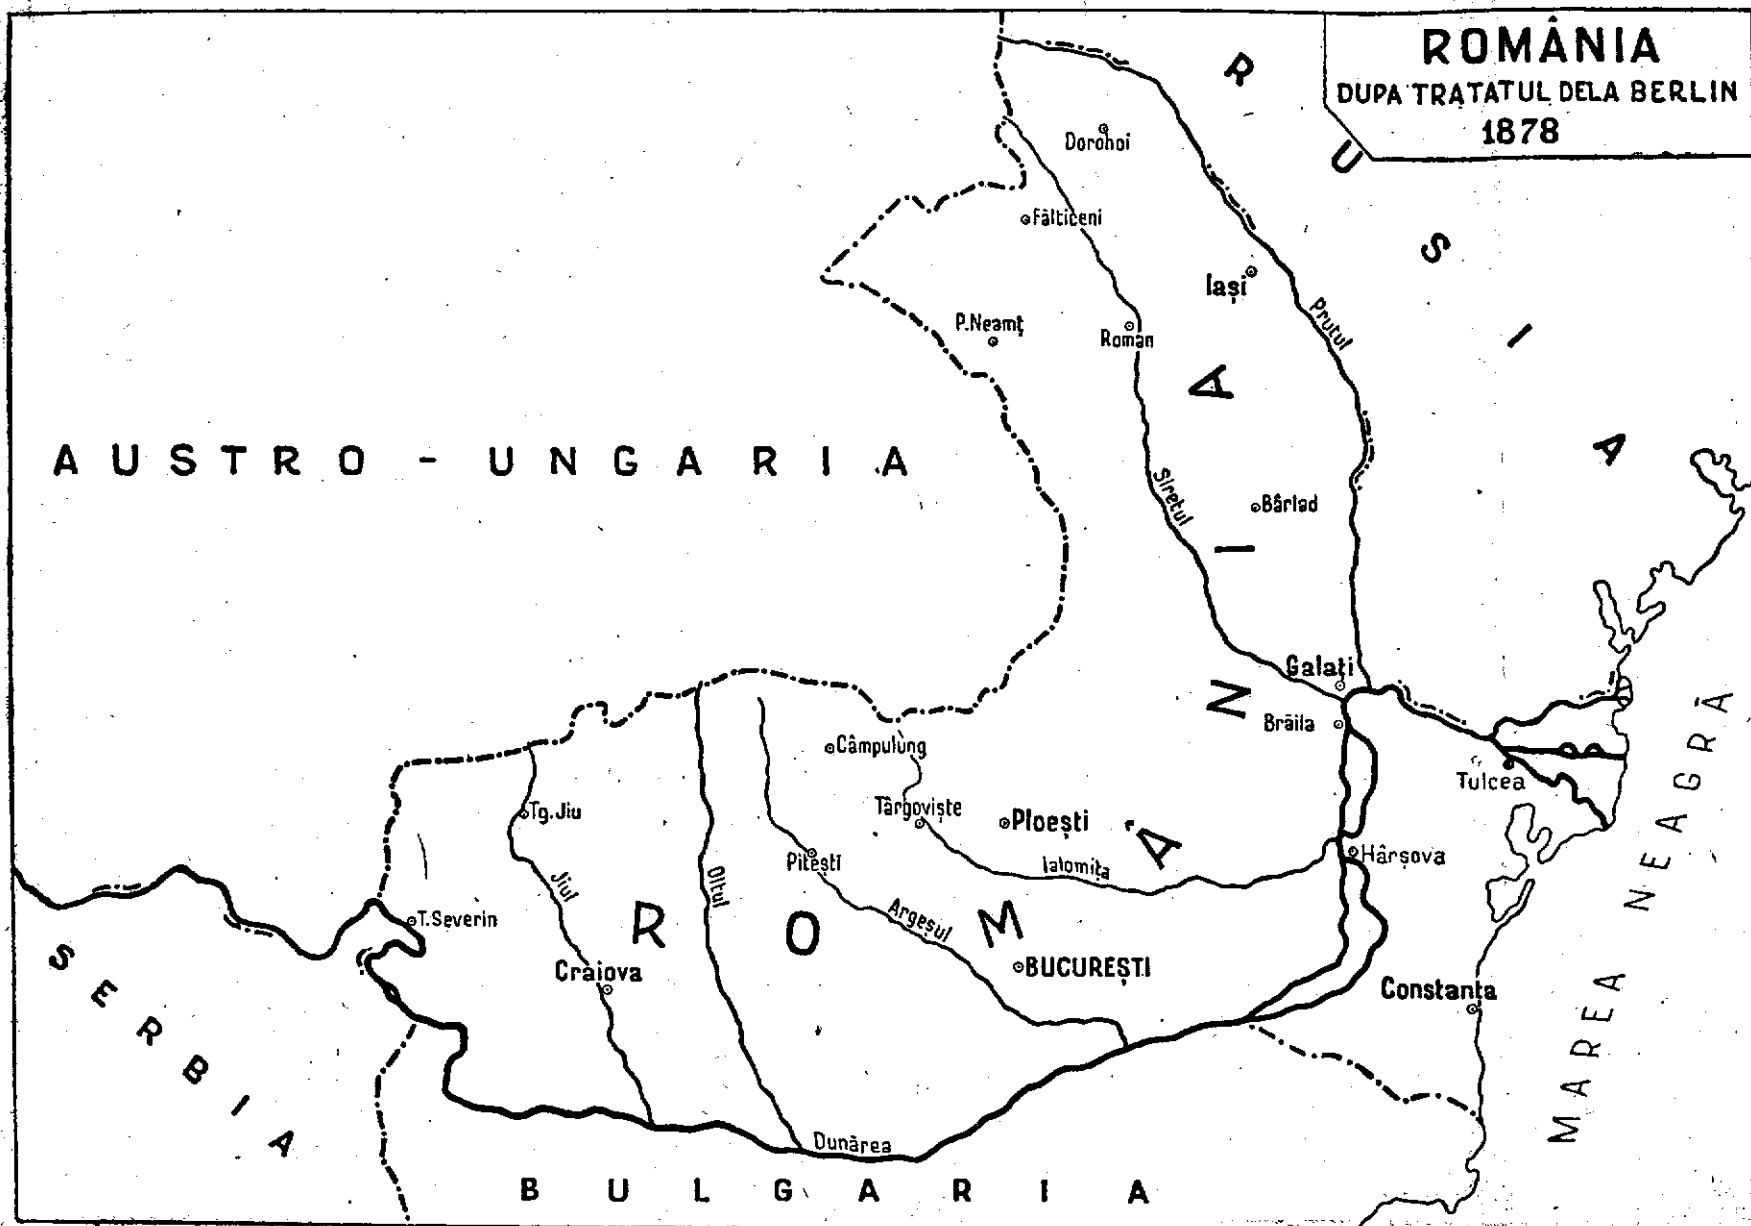 ROMÂNIA
DUPA TRATATUL DELA BERLIN
1878
RUSIA
Dorohoi
Fălticeni
Iași
P.Neamț
Roman
Prutul
AUSTRO-UNGARIA
Siretul
Bârlad
Galați
Brăila
Câmpulung
Tulcea
Tg.Jiu
Târgoviște
Ploești
Pitești
Ialomița
Hârșova
Jiul
Oltul
T.Severin
Argeșul
ROMÂNIA
BUCUREȘTI
Craiova
Constanța
MAREA NEAGRĂ
SERBIA
Dunărea
BULGARIA